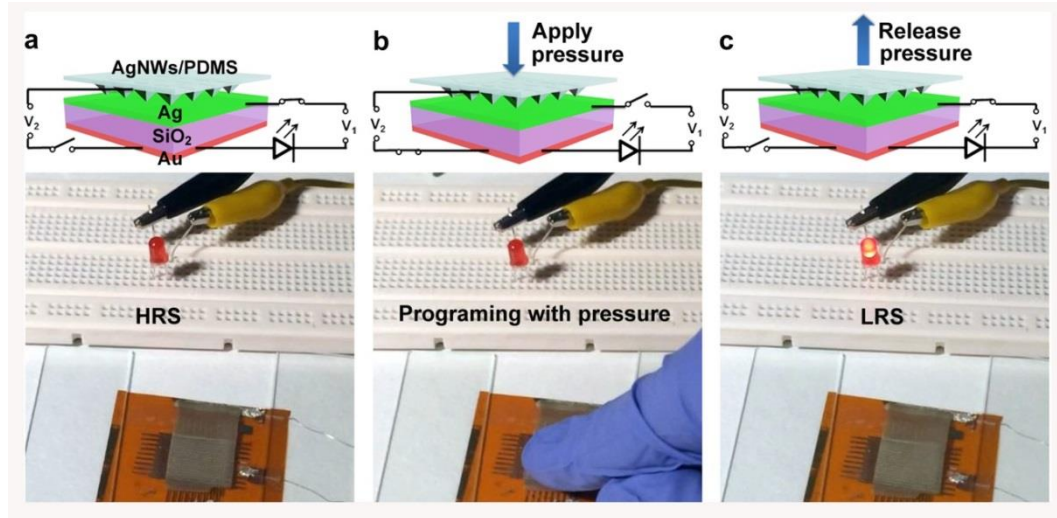 a
AgNWs/PDMS
Ag
SiO₂
Au
V₂
V₁
HRS
b
Apply
pressure
V₂
V₁
Programing with pressure
c
Release
pressure
V₂
V₁
LRS